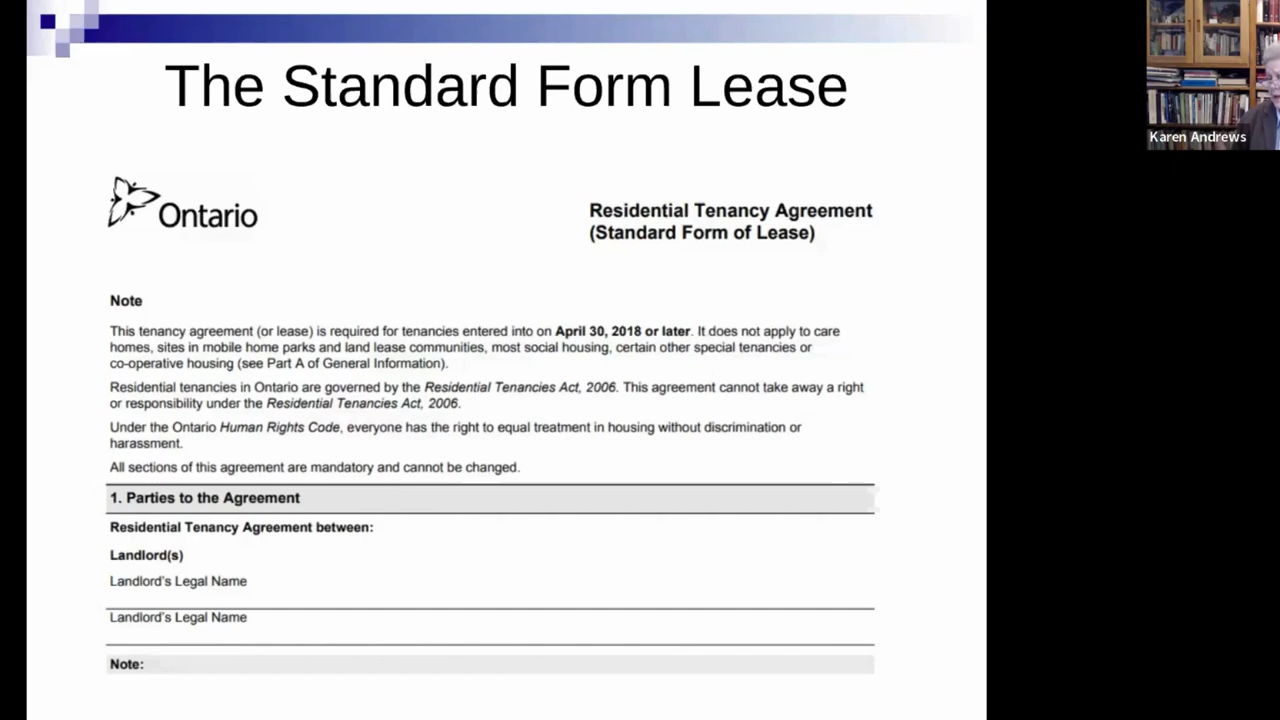 The Standard Form Lease
Karen Andrews
Ontario
Residential Tenancy Agreement
(Standard Form of Lease)
Note
This tenancy agreement (or lease) is required for tenancies entered into on April 30, 2018 or later. It does not apply to care
homes, sites in mobile home parks and land lease communities, most social housing, certain other special tenancies or
co-operative housing (see Part A of General Information).
Residential tenancies in Ontario are governed by the Residential Tenancies Act, 2006. This agreement cannot take away a right
or responsibility under the Residential Tenancies Act, 2006.
Under the Ontario Human Rights Code, everyone has the right to equal treatment in housing without discrimination or
harassment.
All sections of this agreement are mandatory and cannot be changed.
1. Parties to the Agreement
Residential Tenancy Agreement between:
Landlord(s)
Landlord's Legal Name
Landlord's Legal Name
Note: